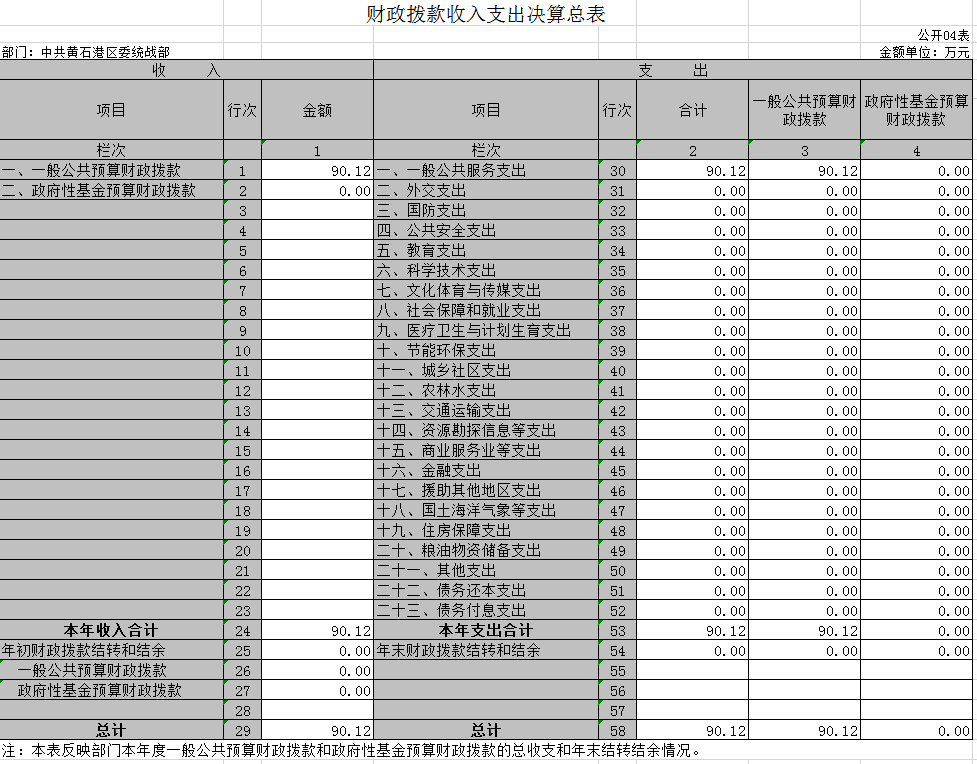 财政拨款收入支出决算总表
公开04表
部门：中共黄石港区委统战部 金额单位：万元
收 入 支 出
项目 行次 金额 项目 行次 合计 一般公共预算财政拨款 政府性基金预算财政拨款
栏次 1 栏次 2 3 4
一、一般公共预算财政拨款 1 90.12 一、一般公共服务支出 30 90.12 90.12 0.00
二、政府性基金预算财政拨款 2 0.00 二、外交支出 31 0.00 0.00 0.00
3 三、国防支出 32 0.00 0.00 0.00
4 四、公共安全支出 33 0.00 0.00 0.00
5 五、教育支出 34 0.00 0.00 0.00
6 六、科学技术支出 35 0.00 0.00 0.00
7 七、文化体育与传媒支出 36 0.00 0.00 0.00
8 八、社会保障和就业支出 37 0.00 0.00 0.00
9 九、医疗卫生与计划生育支出 38 0.00 0.00 0.00
10 十、节能环保支出 39 0.00 0.00 0.00
11 十一、城乡社区支出 40 0.00 0.00 0.00
12 十二、农林水支出 41 0.00 0.00 0.00
13 十三、交通运输支出 42 0.00 0.00 0.00
14 十四、资源勘探信息等支出 43 0.00 0.00 0.00
15 十五、商业服务业等支出 44 0.00 0.00 0.00
16 十六、金融支出 45 0.00 0.00 0.00
17 十七、援助其他地区支出 46 0.00 0.00 0.00
18 十八、国土海洋气象等支出 47 0.00 0.00 0.00
19 十九、住房保障支出 48 0.00 0.00 0.00
20 二十、粮油物资储备支出 49 0.00 0.00 0.00
21 二十一、其他支出 50 0.00 0.00 0.00
22 二十二、债务还本支出 51 0.00 0.00 0.00
23 二十三、债务付息支出 52 0.00 0.00 0.00
本年收入合计 24 90.12 本年支出合计 53 90.12 90.12 0.00
年初财政拨款结转和结余 25 0.00 年末财政拨款结转和结余 54 0.00 0.00 0.00
一般公共预算财政拨款 26 0.00 55
政府性基金预算财政拨款 27 0.00 56
28 57
总计 29 90.12 总计 58 90.12 90.12 0.00
注：本表反映部门本年度一般公共预算财政拨款和政府性基金预算财政拨款的总收支和年末结转结余情况。